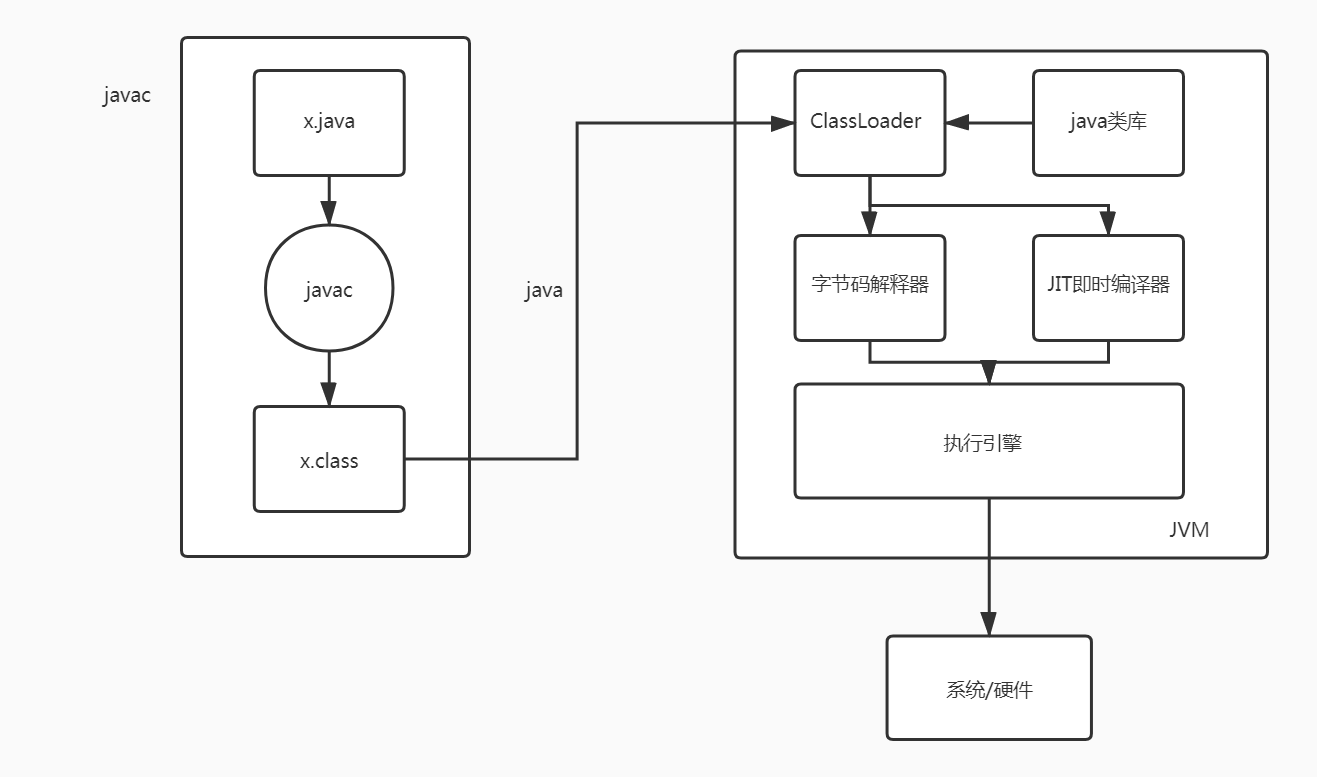 javac
x.java
javac
x.class
java
ClassLoader
java类库
字节码解释器
JIT即时编译器
执行引擎
JVM
系统/硬件